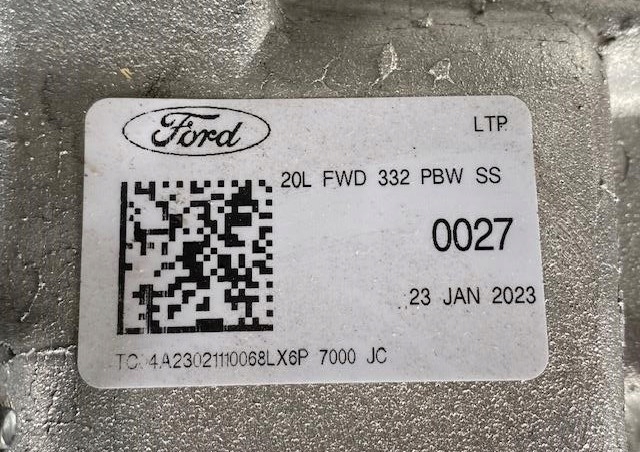 Ford
LTP
20L FWD 332 PBW SS
0027
23 JAN 2023
7000 JC